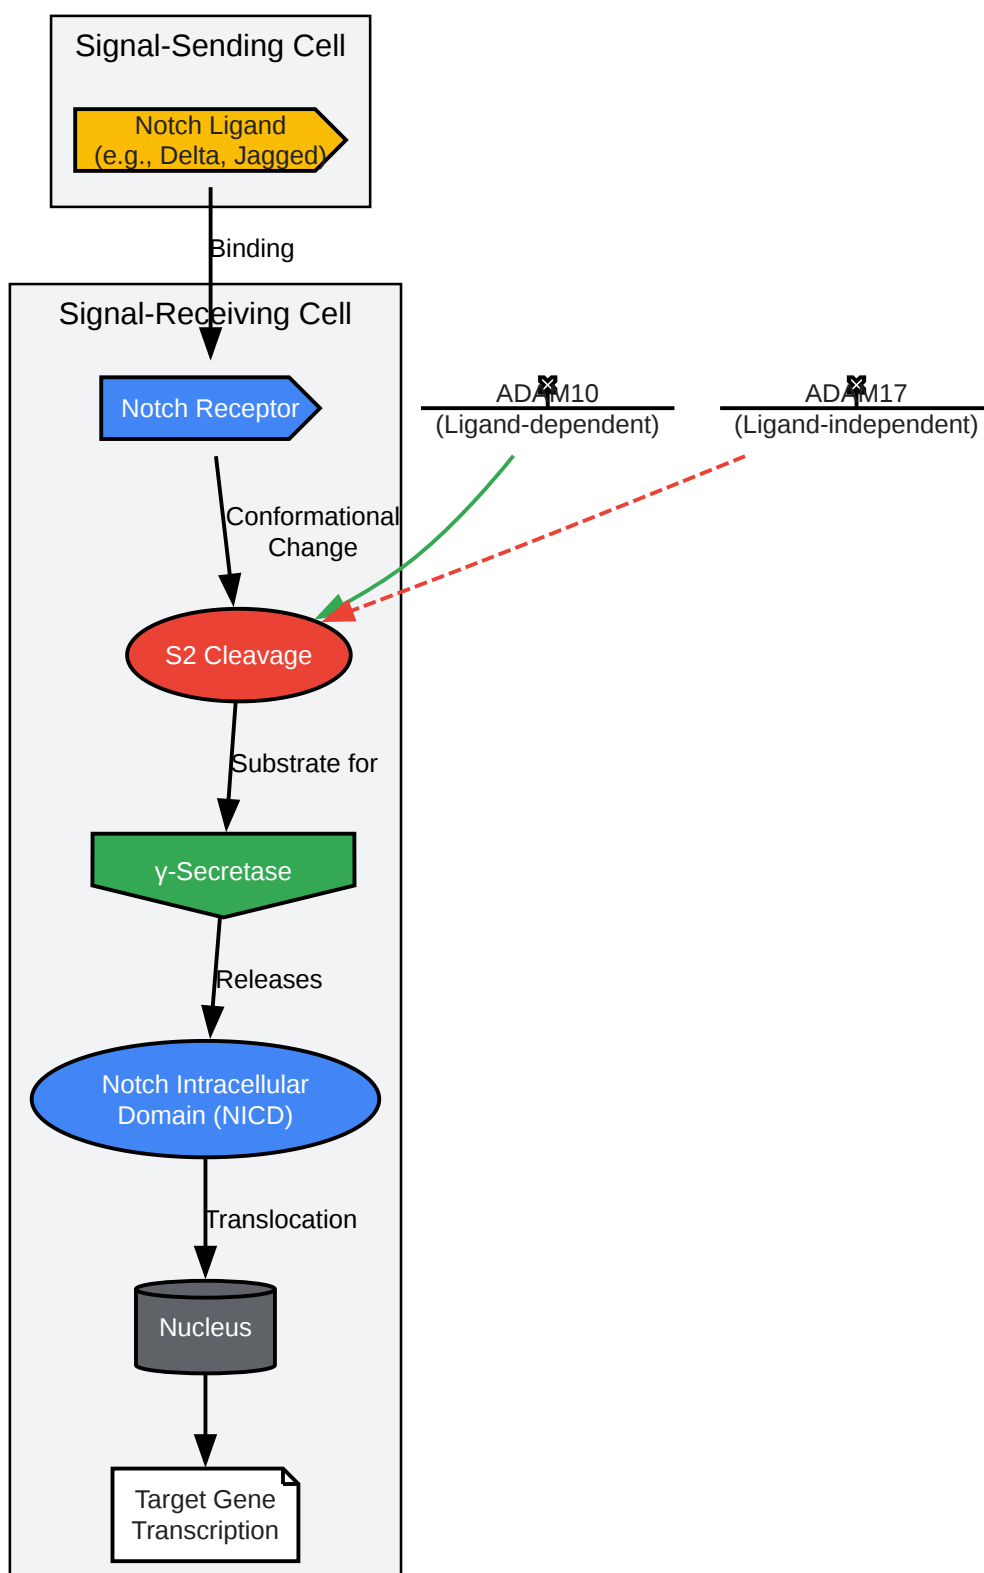 Signal-Sending Cell
Notch Ligand
(e.g., Delta, Jagged)
Binding
Signal-Receiving Cell
Notch Receptor
ADAM10
(Ligand-dependent)
ADAM17
(Ligand-independent)
Conformational
Change
S2 Cleavage
Substrate for
γ-Secretase
Releases
Notch Intracellular
Domain (NICD)
Translocation
Nucleus
Target Gene
Transcription